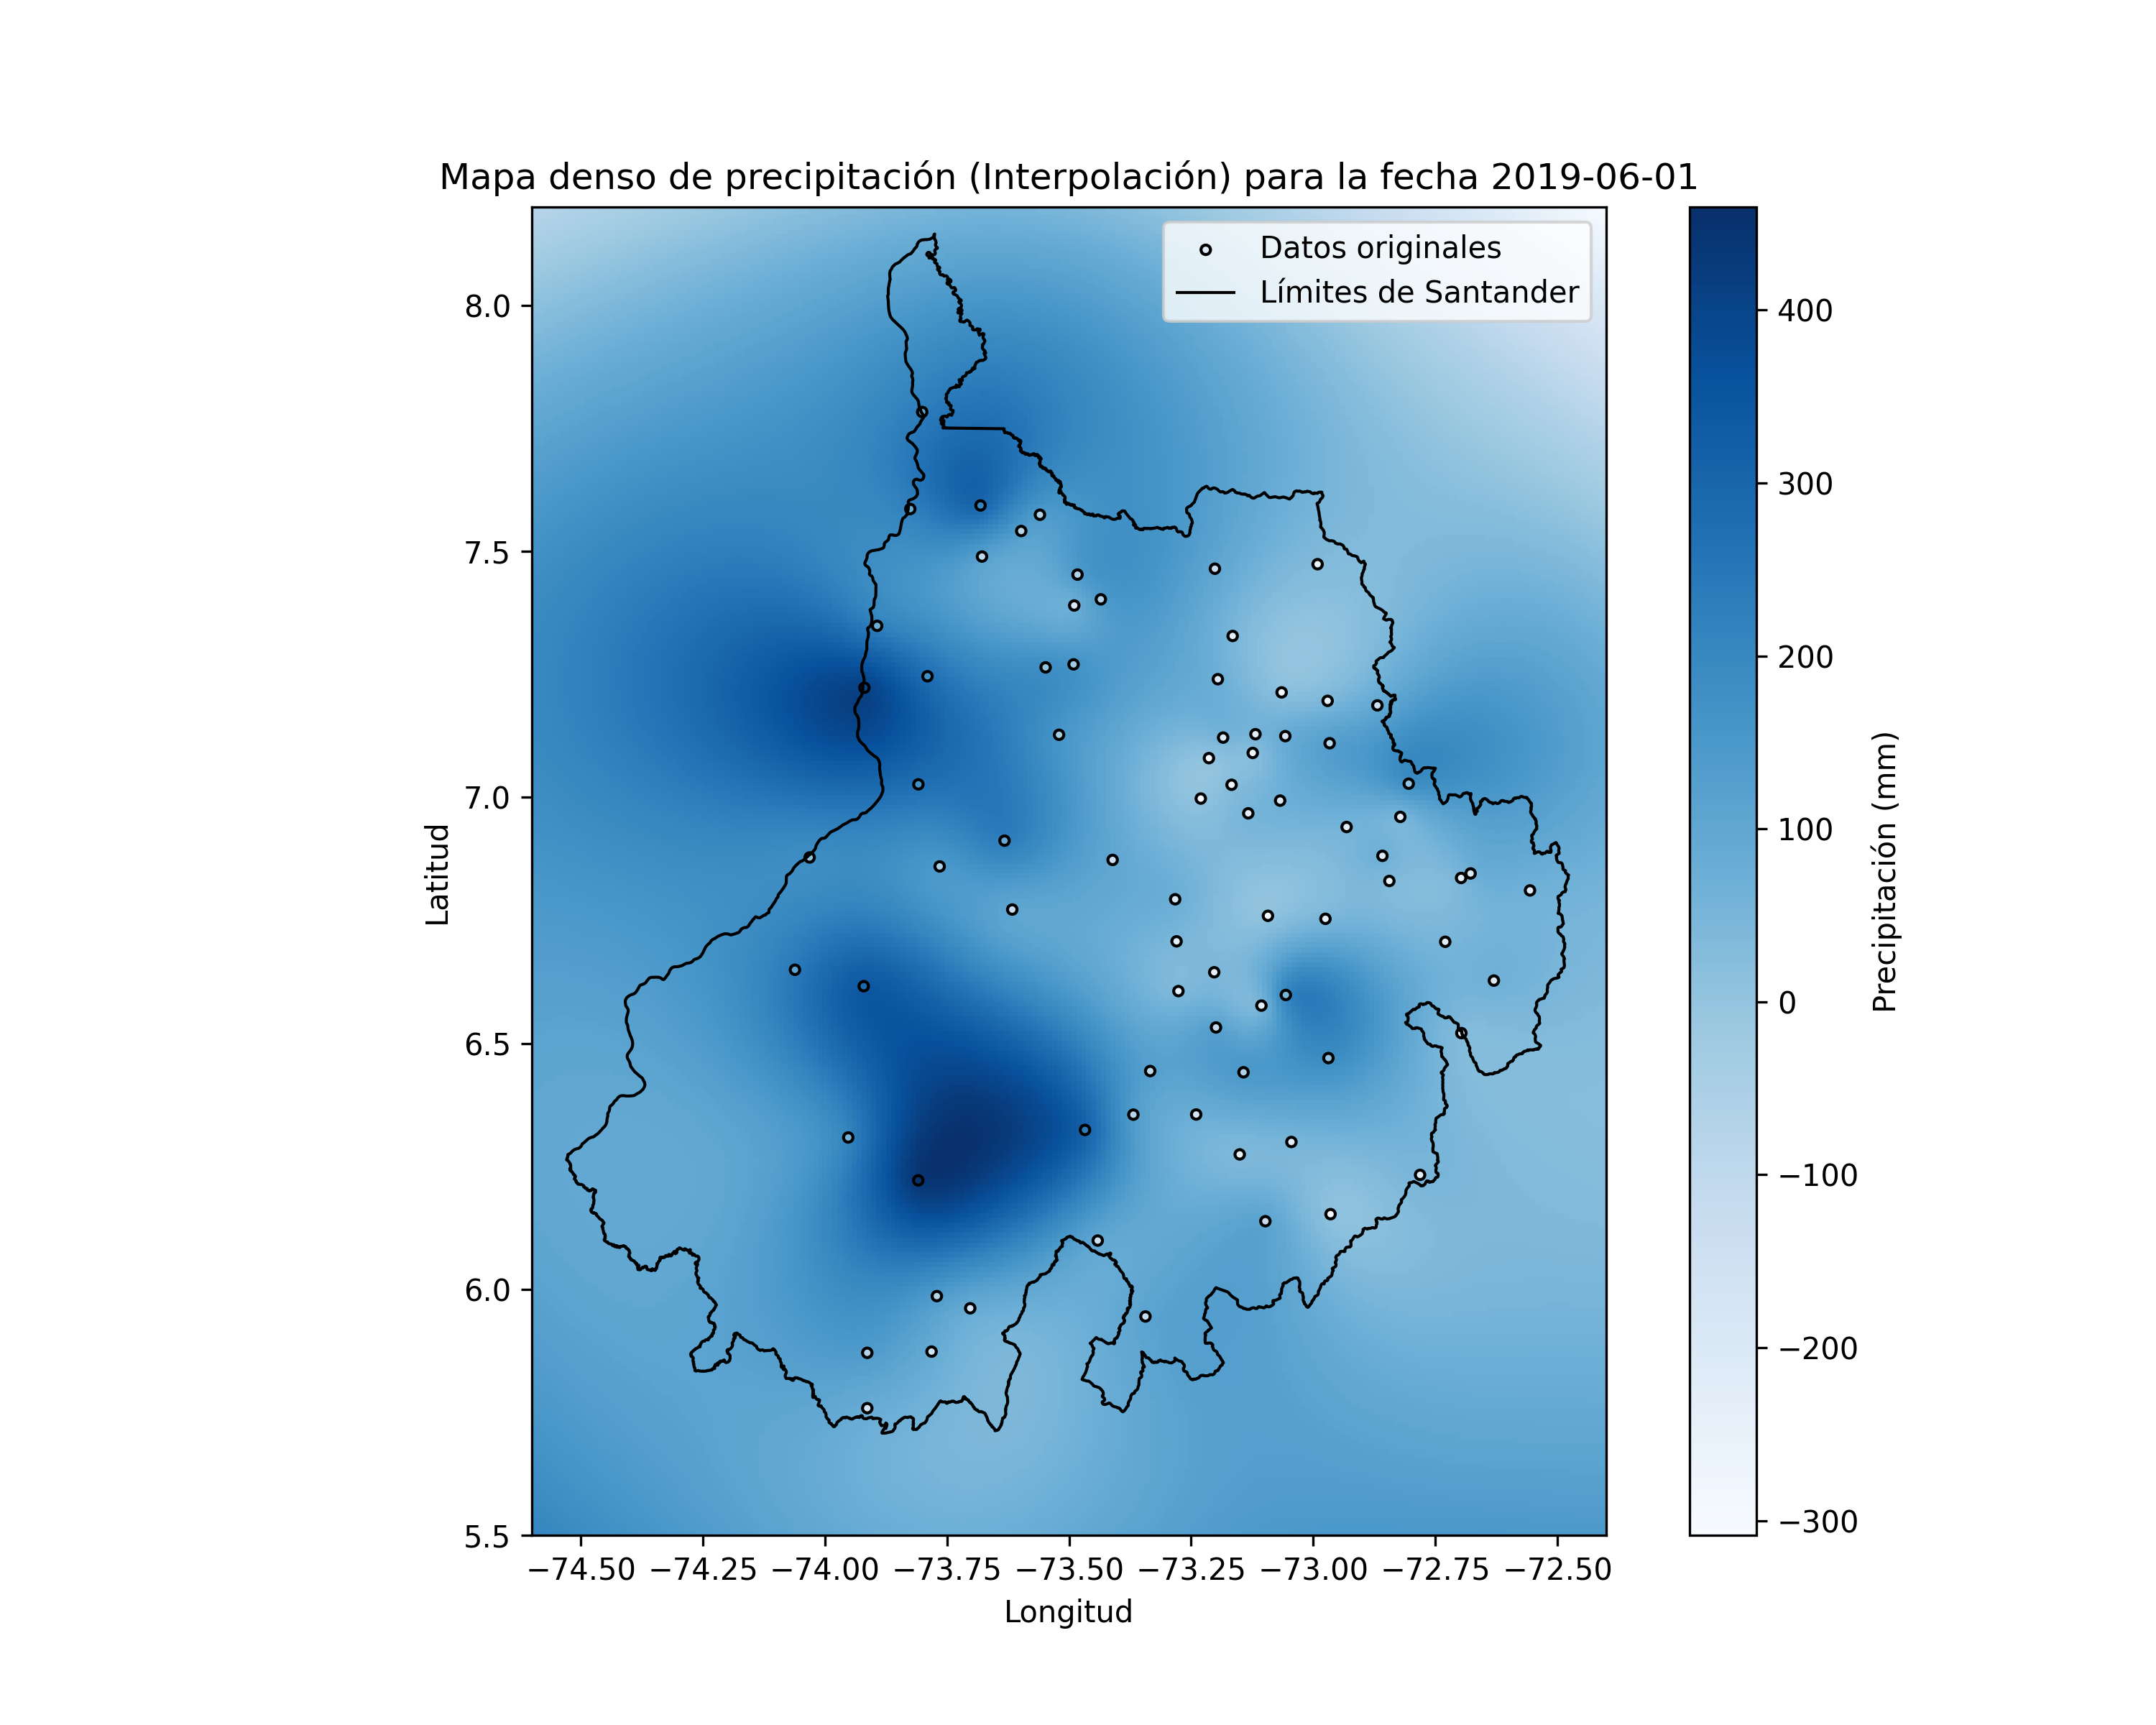 Mapa denso de precipitación (Interpolación) para la fecha 2019-06-01
Datos originales
Límites de Santander
8.0
7.5
7.0
6.5
6.0
5.5
Latitud
−74.50 −74.25 −74.00 −73.75 −73.50 −73.25 −73.00 −72.75 −72.50
Longitud
400
300
200
100
0
−100
−200
−300
Precipitación (mm)